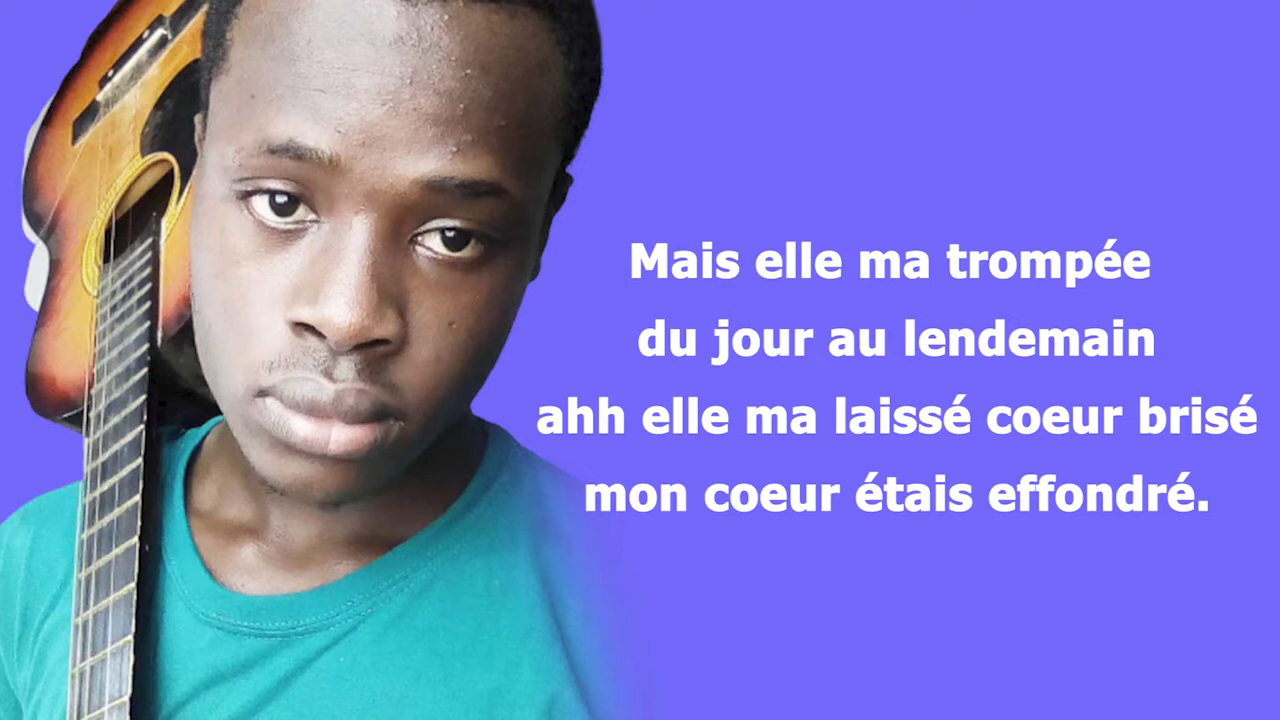 Mais elle ma trompée
du jour au lendemain
ahh elle ma laissé coeur brisé
mon coeur étais effondré.